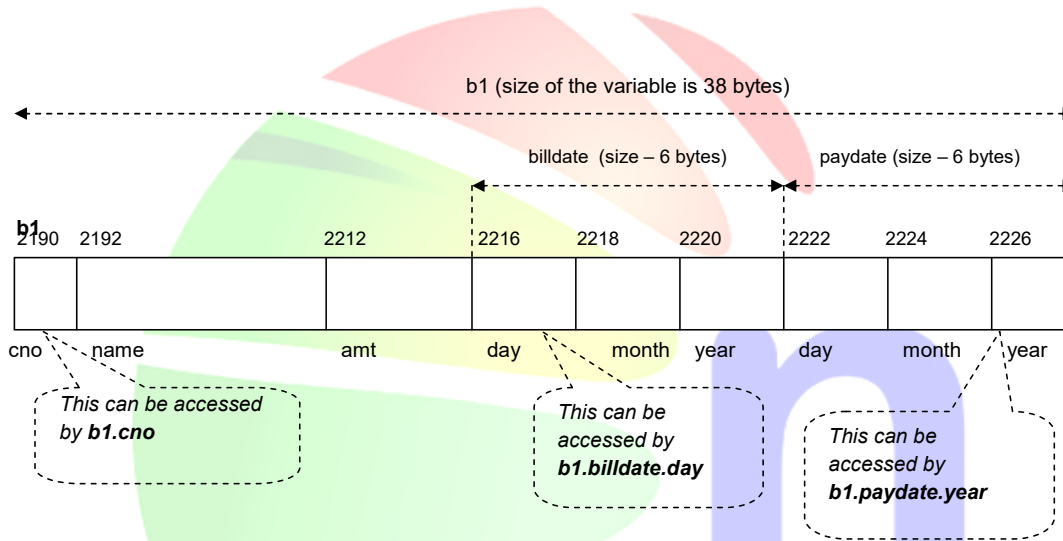 b1 (size of the variable is 38 bytes)
billdate (size – 6 bytes)
paydate (size – 6 bytes)
b1
2190 2192 2212 2216 2218 2220 2222 2224 2226
cno name amt day month year day month year
This can be accessed
by b1.cno
This can be
accessed by
b1.billdate.day
This can be
accessed by
b1.paydate.year
n